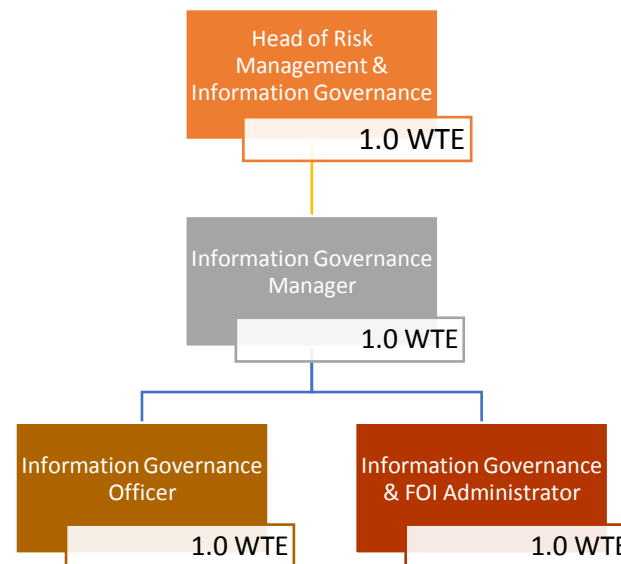 Head of Risk
Management &
Information Governance
1.0 WTE
Information Governance
Manager
1.0 WTE
Information Governance
Officer
1.0 WTE
Information Governance
& FOI Administrator
1.0 WTE